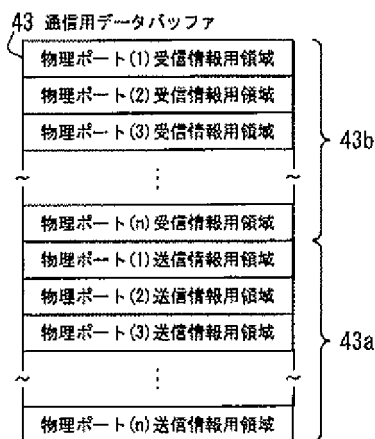 43 通信用データバッファ
物理ポート(1)受信情報用領域
物理ポート(2)受信情報用領域
物理ポート(3)受信情報用領域
43b
物理ポート(n)受信情報用領域
物理ポート(1)送信情報用領域
物理ポート(2)送信情報用領域
物理ポート(3)送信情報用領域
43a
物理ポート(n)送信情報用領域